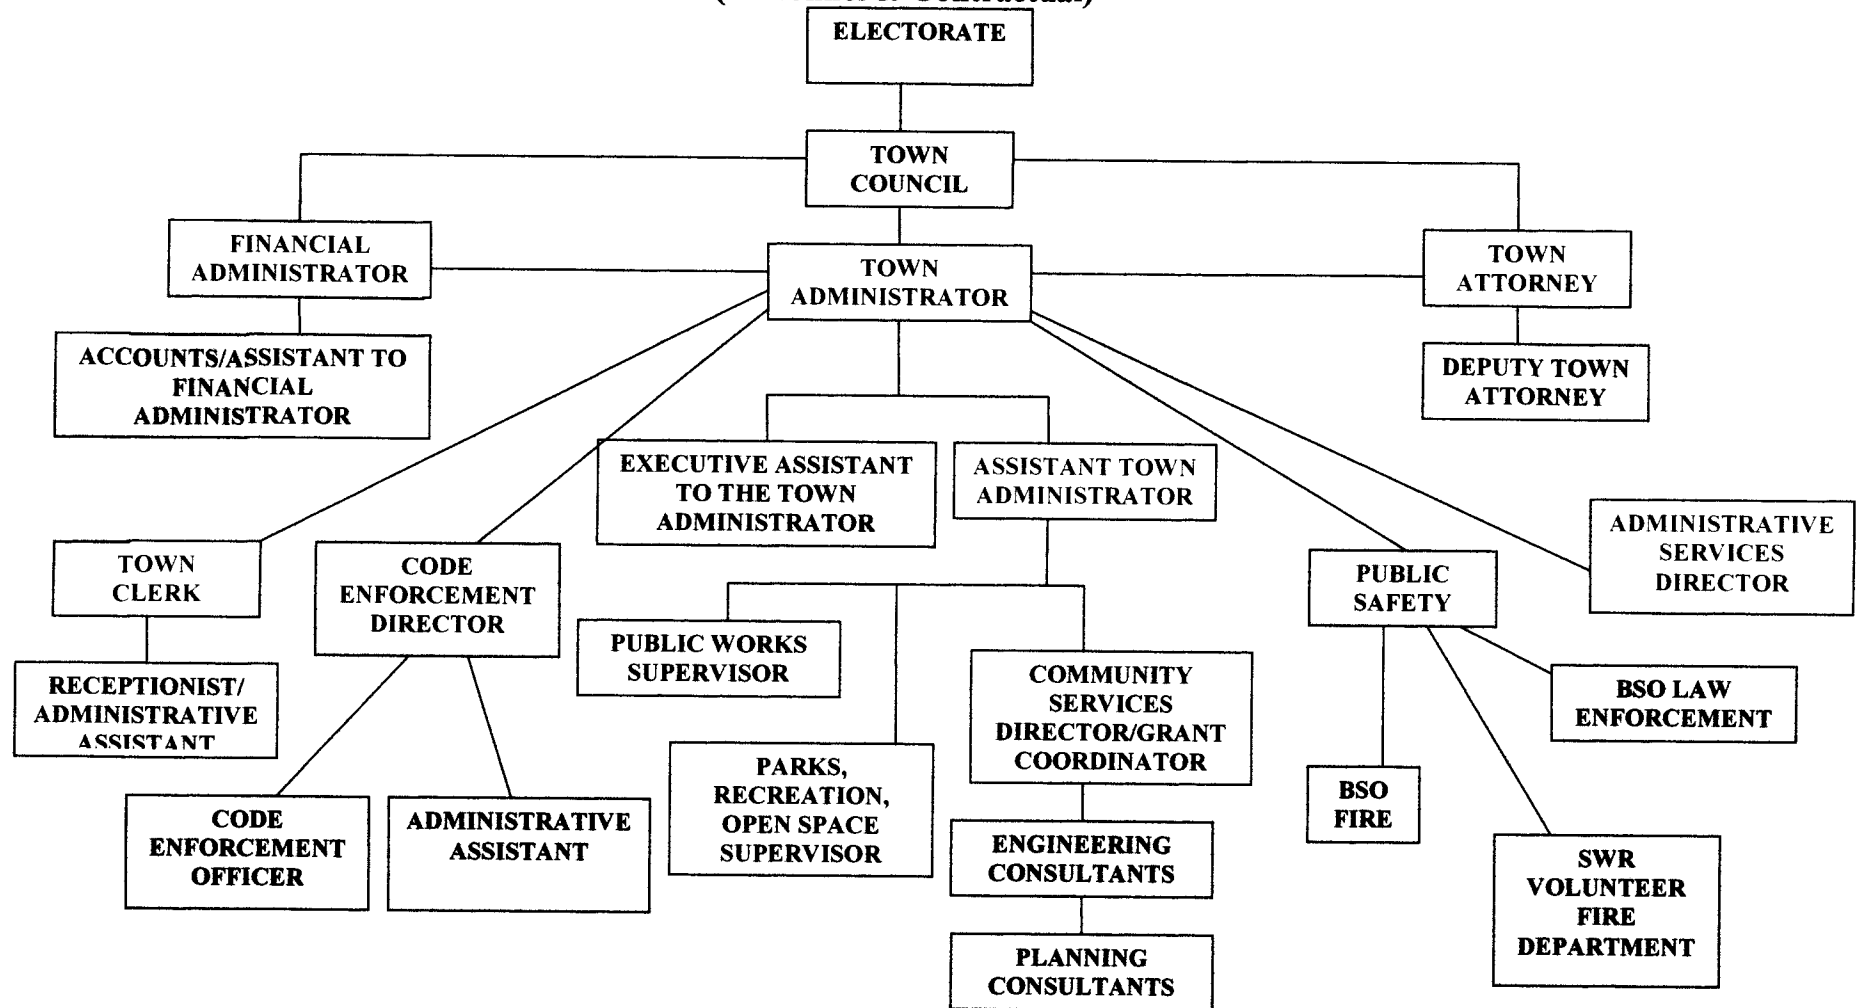 Contractual)
ELECTORATE
TOWN
COUNCIL
FINANCIAL
ADMINISTRATOR
TOWN
ADMINISTRATOR
TOWN
ATTORNEY
ACCOUNTS/ASSISTANT TO
FINANCIAL
ADMINISTRATOR
DEPUTY TOWN
ATTORNEY
EXECUTIVE ASSISTANT
TO THE TOWN
ADMINISTRATOR
ASSISTANT TOWN
ADMINISTRATOR
ADMINISTRATIVE
SERVICES
DIRECTOR
TOWN
CLERK
CODE
ENFORCEMENT
DIRECTOR
PUBLIC
SAFETY
PUBLIC WORKS
SUPERVISOR
RECEPTIONIST/
ADMINISTRATIVE
ASSISTANT
COMMUNITY
SERVICES
DIRECTOR/GRANT
COORDINATOR
BSO LAW
ENFORCEMENT
PARKS,
RECREATION,
OPEN SPACE
SUPERVISOR
BSO
FIRE
CODE
ENFORCEMENT
OFFICER
ADMINISTRATIVE
ASSISTANT
ENGINEERING
CONSULTANTS
SWR
VOLUNTEER
FIRE
DEPARTMENT
PLANNING
CONSULTANTS